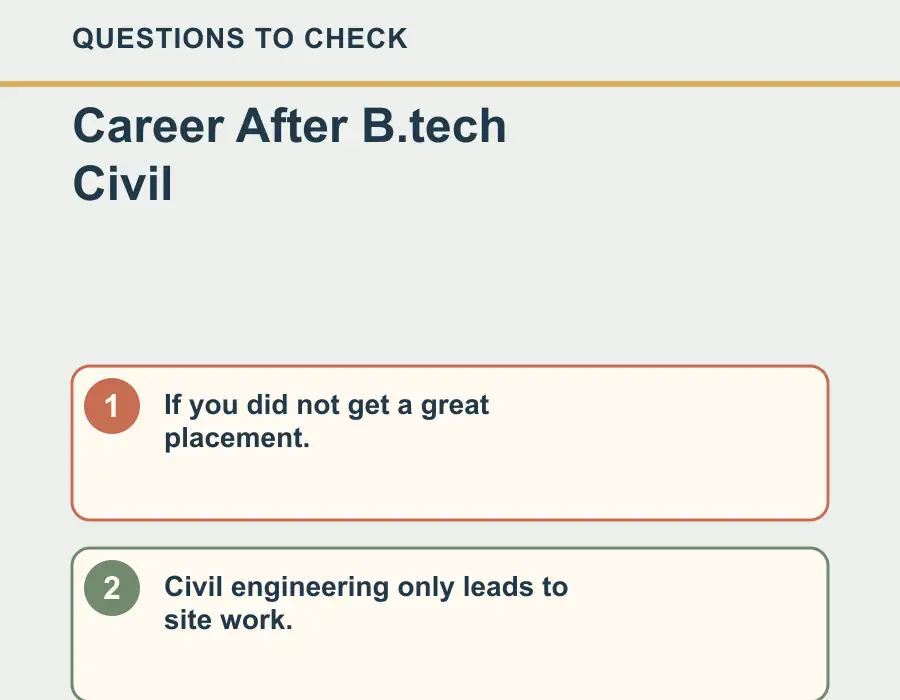 QUESTIONS TO CHECK
Career After B.tech
Civil
1
If you did not get a great
placement.
2
Civil engineering only leads to
site work.